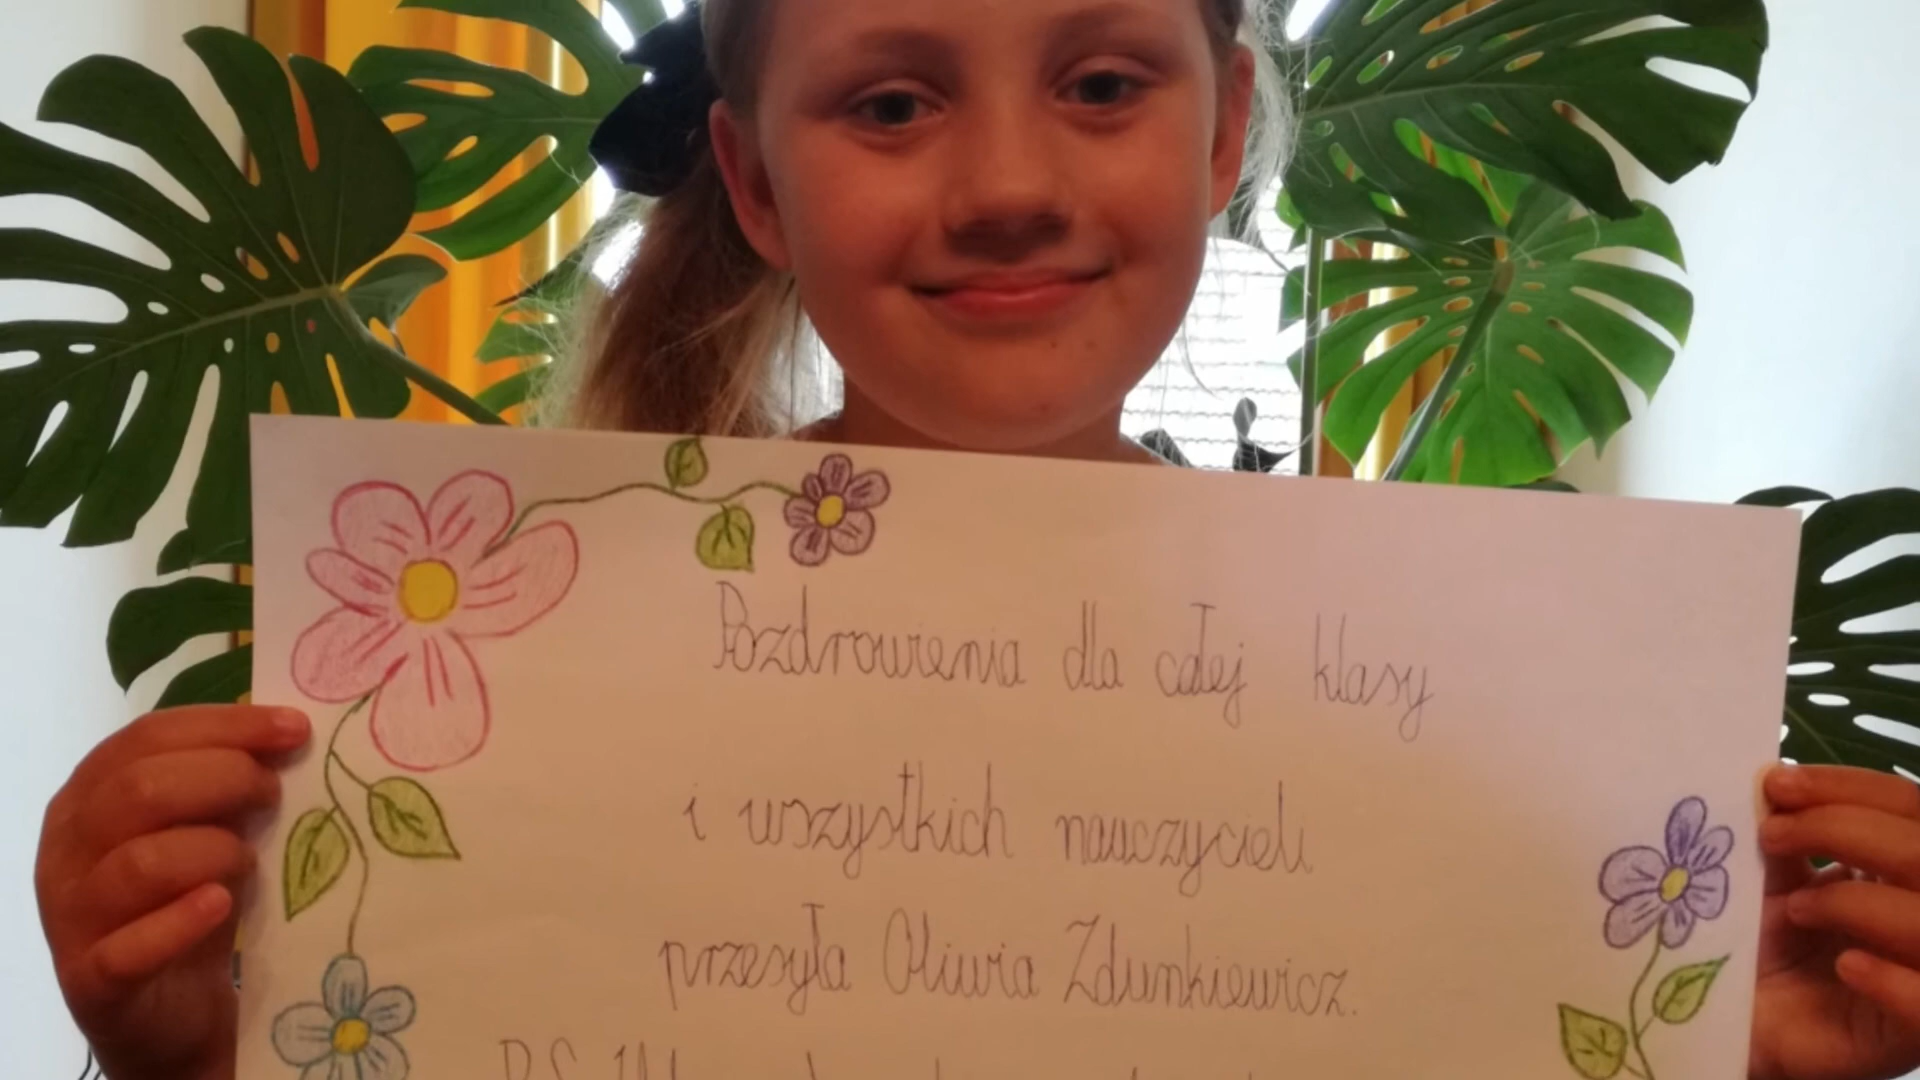 Pozdrowienia dla całej klasy
i wszystkich nauczycieli
przesyła Oliwia Zdunkiewicz.
P.S.